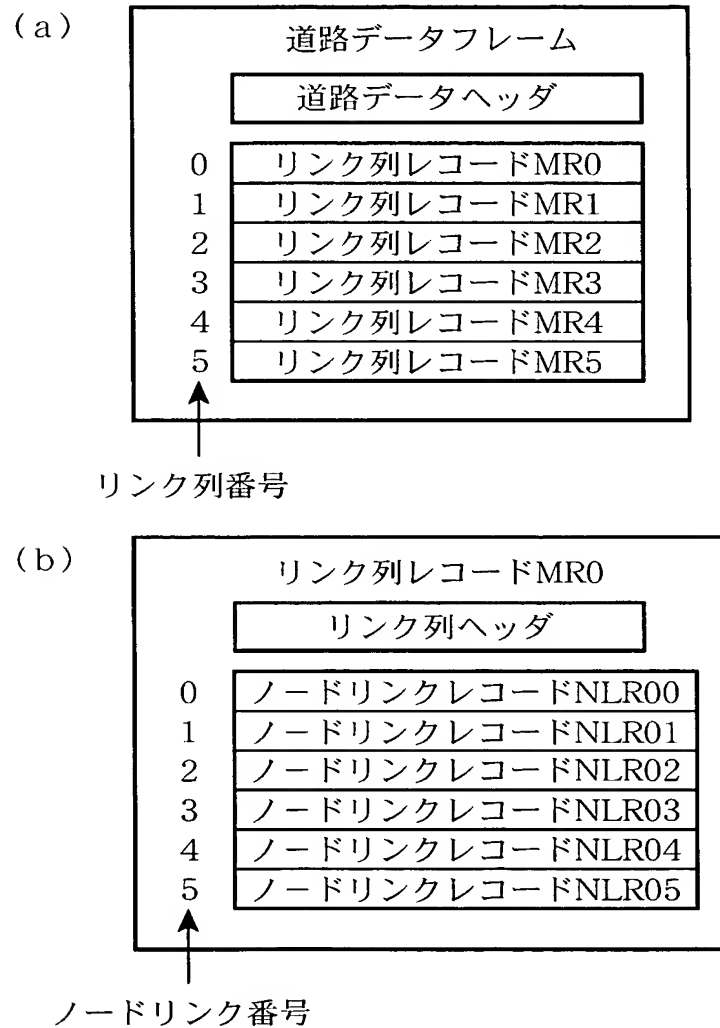 (a)
道路データフレーム
道路データヘッダ
0 リンク列レコードMR0
1 リンク列レコードMR1
2 リンク列レコードMR2
3 リンク列レコードMR3
4 リンク列レコードMR4
5 リンク列レコードMR5
リンク列番号
(b)
リンク列レコードMR0
リンク列ヘッダ
0 ノードリンクレコードNLR00
1 ノードリンクレコードNLR01
2 ノードリンクレコードNLR02
3 ノードリンクレコードNLR03
4 ノードリンクレコードNLR04
5 ノードリンクレコードNLR05
ノードリンク番号